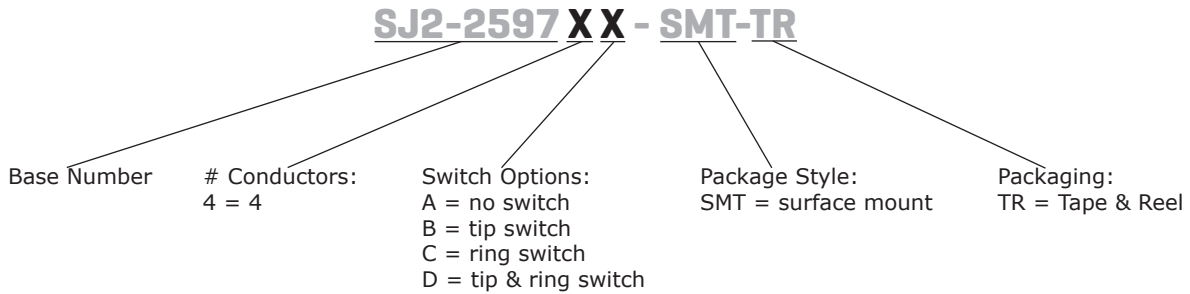 SJ2-2597 X X - SMT-TR
Base Number
# Conductors:
4 = 4
Switch Options:
A = no switch
B = tip switch
C = ring switch
D = tip & ring switch
Package Style:
SMT = surface mount
Packaging:
TR = Tape & Reel